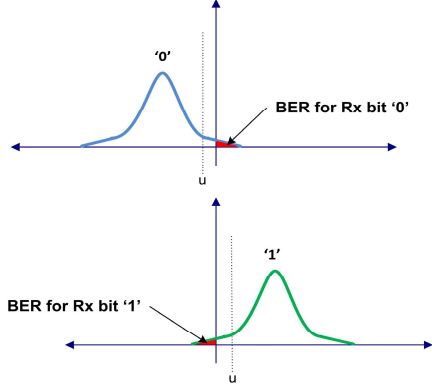 ‘0’
BER for Rx bit ‘0’
u
‘1’
BER for Rx bit ‘1’
u